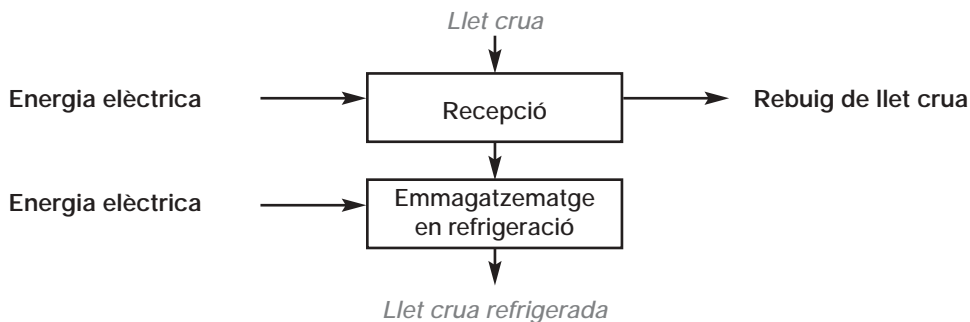 Llet crua
Energia elèctrica
Recepció
Rebuig de llet crua
Energia elèctrica
Emmagatzematge
en refrigeració
Llet crua refrigerada